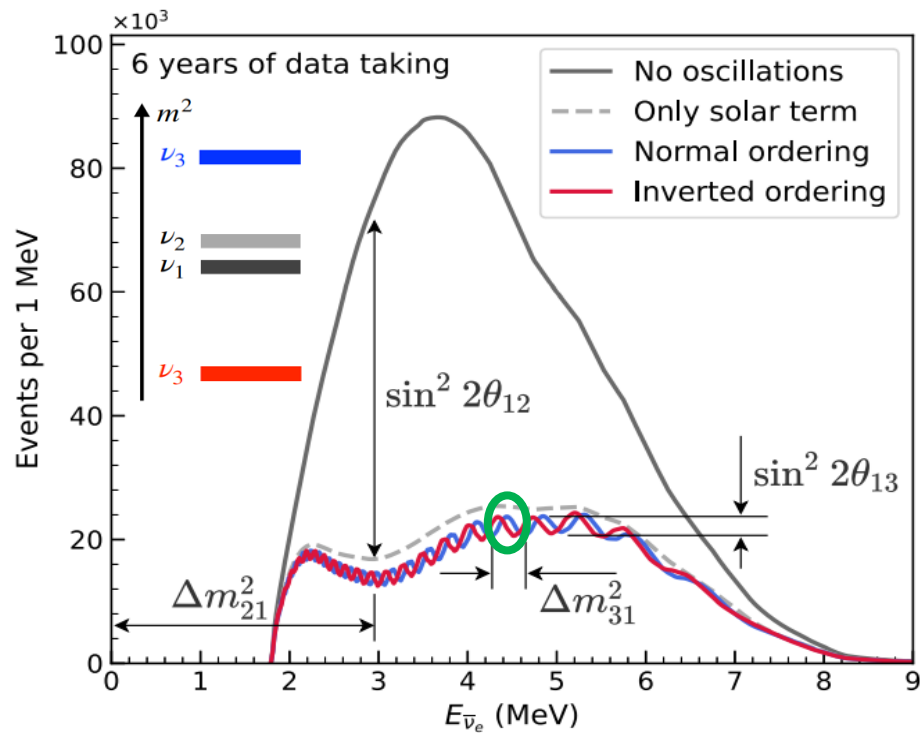 ×10³
100
80
60
40
20
0
Events per 1 MeV
6 years of data taking
m²
ν₃
ν₂
ν₁
ν₃
No oscillations
Only solar term
Normal ordering
Inverted ordering
sin² 2θ₁₂
sin² 2θ₁₃
Δm²₂₁
Δm²₃₁
0 1 2 3 4 5 6 7 8 9
E_ν̅ₑ (MeV)